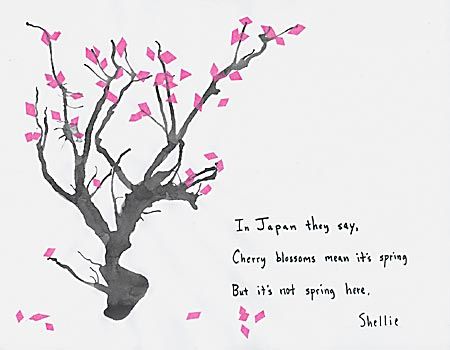 In Japan they say,
Cherry blossoms mean it's spring
But it's not spring here.
Shellie